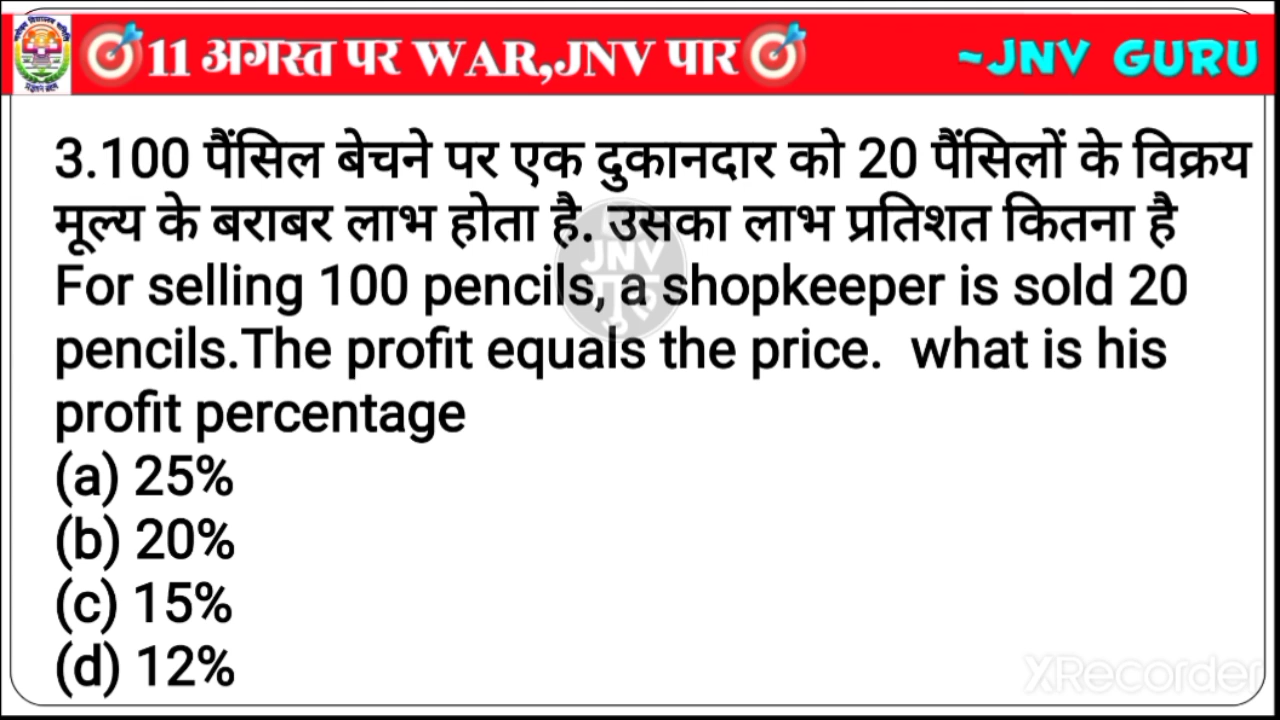 11 अगस्त पर WAR,JNV पार
~JNV GURU
3.100 पैंसिल बेचने पर एक दुकानदार को 20 पैंसिलों के विक्रय
मूल्य के बराबर लाभ होता है. उसका लाभ प्रतिशत कितना है
For selling 100 pencils, a shopkeeper is sold 20
pencils.The profit equals the price. what is his
profit percentage
(a) 25%
(b) 20%
(c) 15%
(d) 12%
JNV
XRecorder